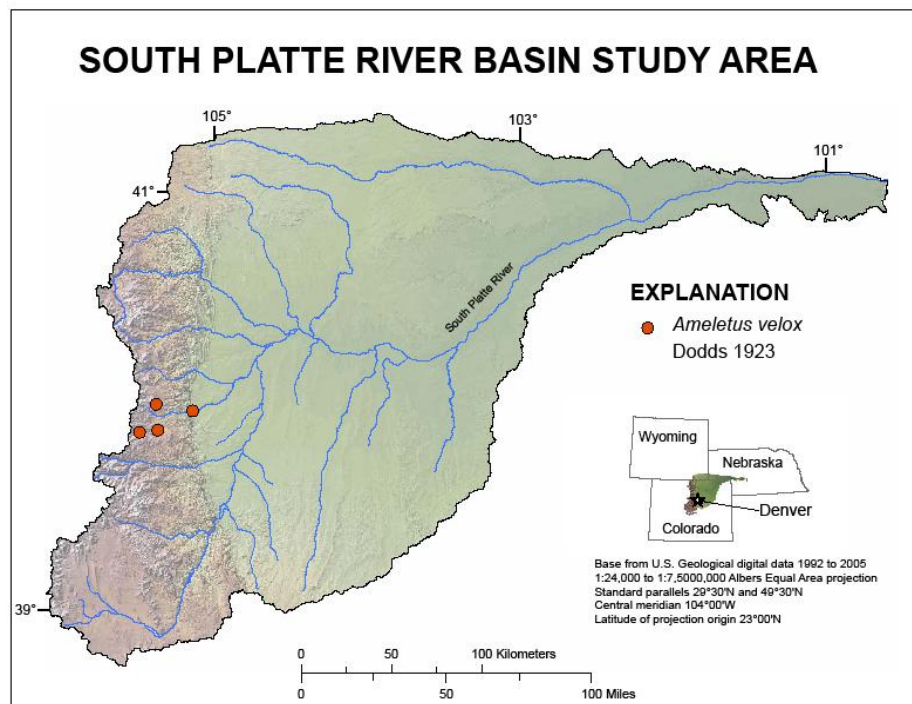 SOUTH PLATTE RIVER BASIN STUDY AREA
105°
103°
101°
41°
South Platte River
EXPLANATION
Ameletus velox
Dodds 1923
Wyoming
Nebraska
Denver
Colorado
Base from U.S. Geological digital data 1992 to 2005
1:24,000 to 1:7,5000,000 Albers Equal Area projection
Standard parallels 29°30'N and 49°30'N
Central meridian 104°00'W
Latitude of projection origin 23°00'N
39°
0 50 100 Kilometers
0 50 100 Miles